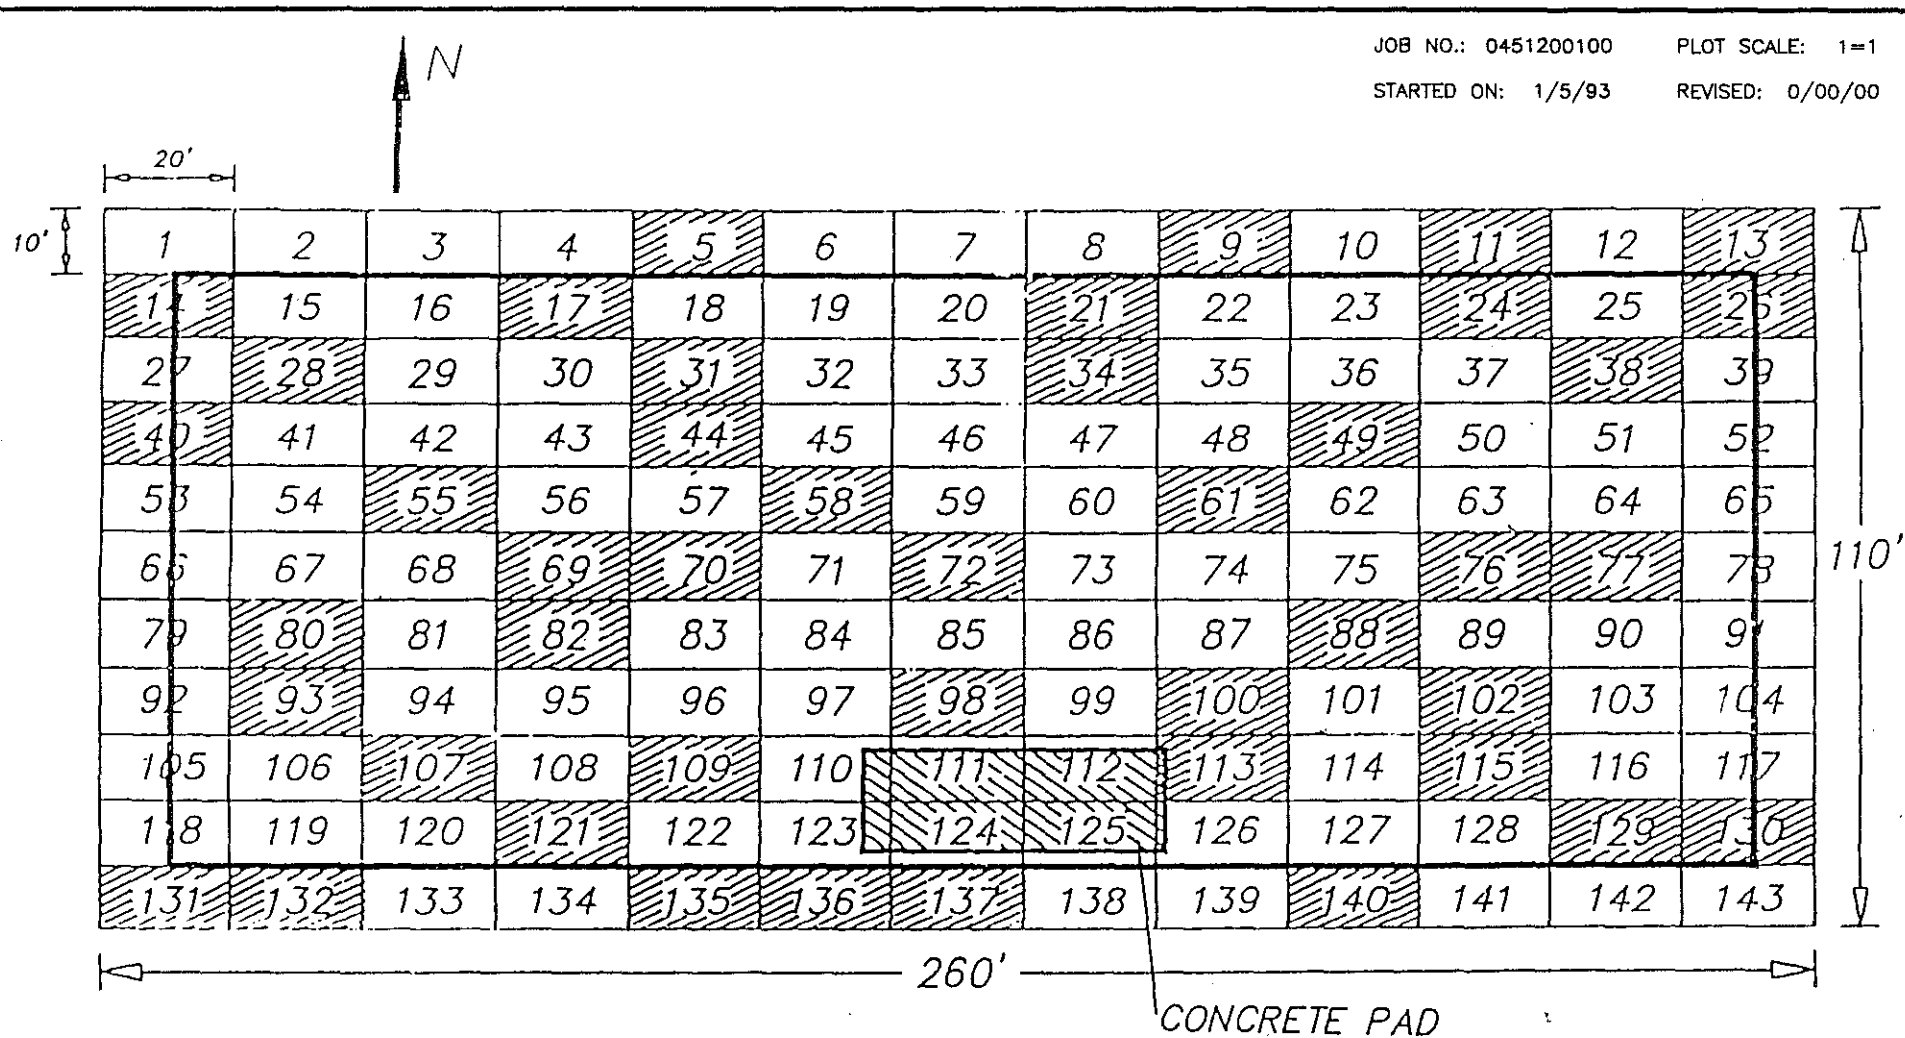 JOB NO.: 0451200100 PLOT SCALE: 1=1
STARTED ON: 1/5/93 REVISED: 0/00/00
N
20'
10'
1 2 3 4 5 6 7 8 9 10 11 12 13
14 15 16 17 18 19 20 21 22 23 24 25 26
27 28 29 30 31 32 33 34 35 36 37 38 39
40 41 42 43 44 45 46 47 48 49 50 51 52
53 54 55 56 57 58 59 60 61 62 63 64 65
66 67 68 69 70 71 72 73 74 75 76 77 78
110'
79 80 81 82 83 84 85 86 87 88 89 90 91
92 93 94 95 96 97 98 99 100 101 102 103 104
105 106 107 108 109 110 111 112 113 114 115 116 117
118 119 120 121 122 123 124 125 126 127 128 129 130
131 132 133 134 135 136 137 138 139 140 141 142 143
260'
CONCRETE PAD